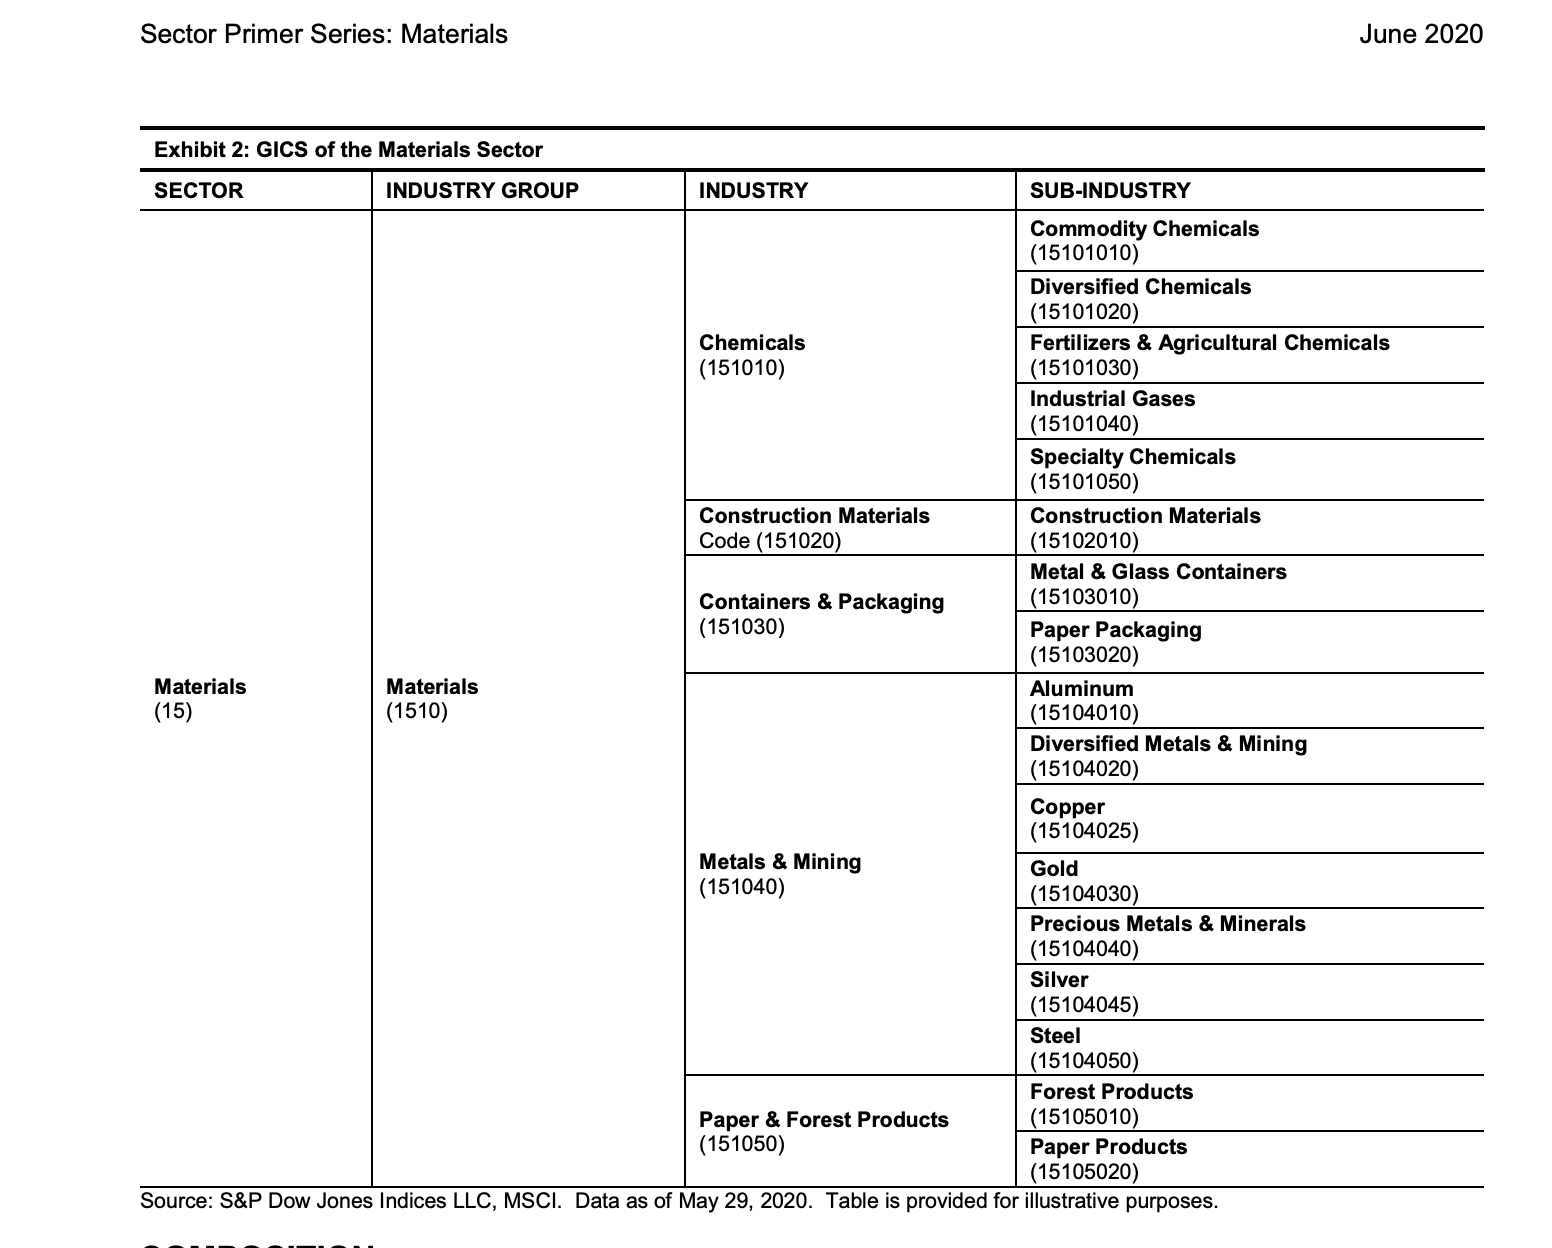 Sector Primer Series: Materials
June 2020
Exhibit 2: GICS of the Materials Sector
SECTOR
INDUSTRY GROUP
INDUSTRY
SUB-INDUSTRY
Materials
(15)
Materials
(1510)
Chemicals
(151010)
Commodity Chemicals
(15101010)
Diversified Chemicals
(15101020)
Fertilizers & Agricultural Chemicals
(15101030)
Industrial Gases
(15101040)
Specialty Chemicals
(15101050)
Construction Materials
Code (151020)
Construction Materials
(15102010)
Containers & Packaging
(151030)
Metal & Glass Containers
(15103010)
Paper Packaging
(15103020)
Metals & Mining
(151040)
Aluminum
(15104010)
Diversified Metals & Mining
(15104020)
Copper
(15104025)
Gold
(15104030)
Precious Metals & Minerals
(15104040)
Silver
(15104045)
Steel
(15104050)
Paper & Forest Products
(151050)
Forest Products
(15105010)
Paper Products
(15105020)
Source: S&P Dow Jones Indices LLC, MSCI.  Data as of May 29, 2020.  Table is provided for illustrative purposes.
COMPOSITION